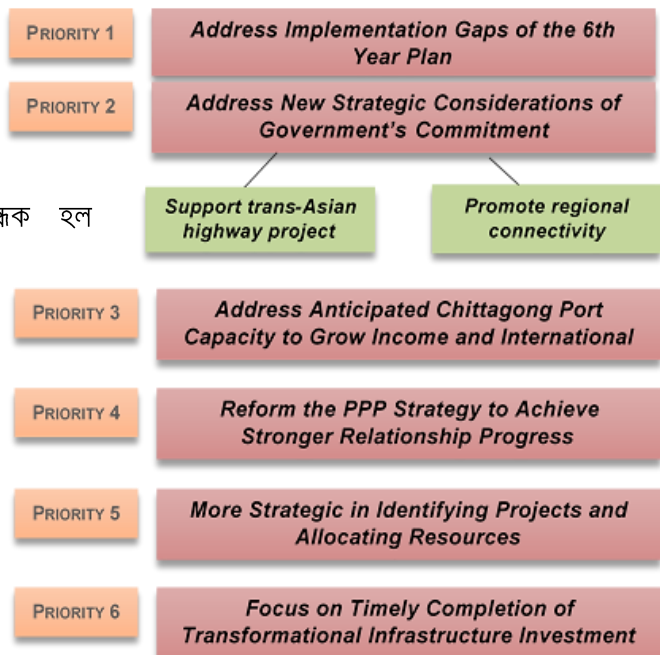 PRIORITY 1
Address Implementation Gaps of the 6th
Year Plan
PRIORITY 2
Address New Strategic Considerations of
Government's Commitment
হল
Support trans-Asian
highway project
Promote regional
connectivity
PRIORITY 3
Address Anticipated Chittagong Port
Capacity to Grow Income and International
PRIORITY 4
Reform the PPP Strategy to Achieve
Stronger Relationship Progress
PRIORITY 5
More Strategic in Identifying Projects and
Allocating Resources
PRIORITY 6
Focus on Timely Completion of
Transformational Infrastructure Investment